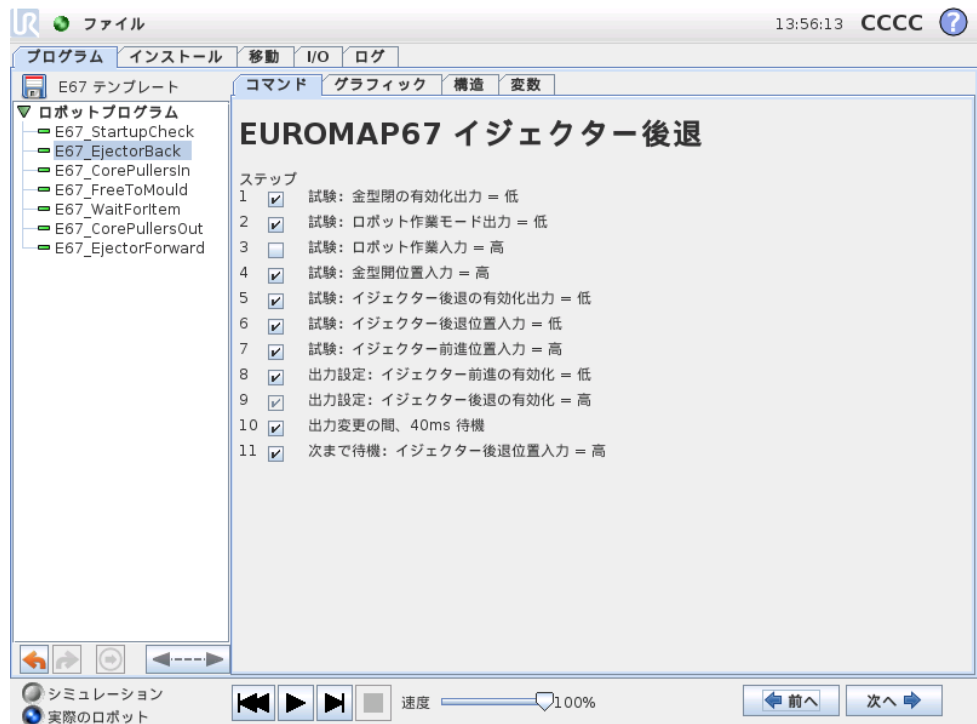 UR ファイル 13:56:13 CCCC ?
プログラム インストール 移動 I/O ログ
E67 テンプレート
コマンド グラフィック 構造 変数
ロボットプログラム
E67_StartupCheck
E67_EjectorBack
E67_CorePullersIn
E67_FreeToMould
E67_WaitForItem
E67_CorePullersOut
E67_EjectorForward
EUROMAP67 イジェクター後退
ステップ
1 試験: 金型閉の有効化出力 = 低
2 試験: ロボット作業モード出力 = 低
3 試験: ロボット作業入力 = 高
4 試験: 金型開位置入力 = 高
5 試験: イジェクター後退の有効化出力 = 低
6 試験: イジェクター後退位置入力 = 低
7 試験: イジェクター前進位置入力 = 高
8 出力設定: イジェクター前進の有効化 = 低
9 出力設定: イジェクター後退の有効化 = 高
10 出力変更の間、40ms 待機
11 次まで待機: イジェクター後退位置入力 = 高
シミュレーション
実際のロボット
速度 100%
前へ 次へ